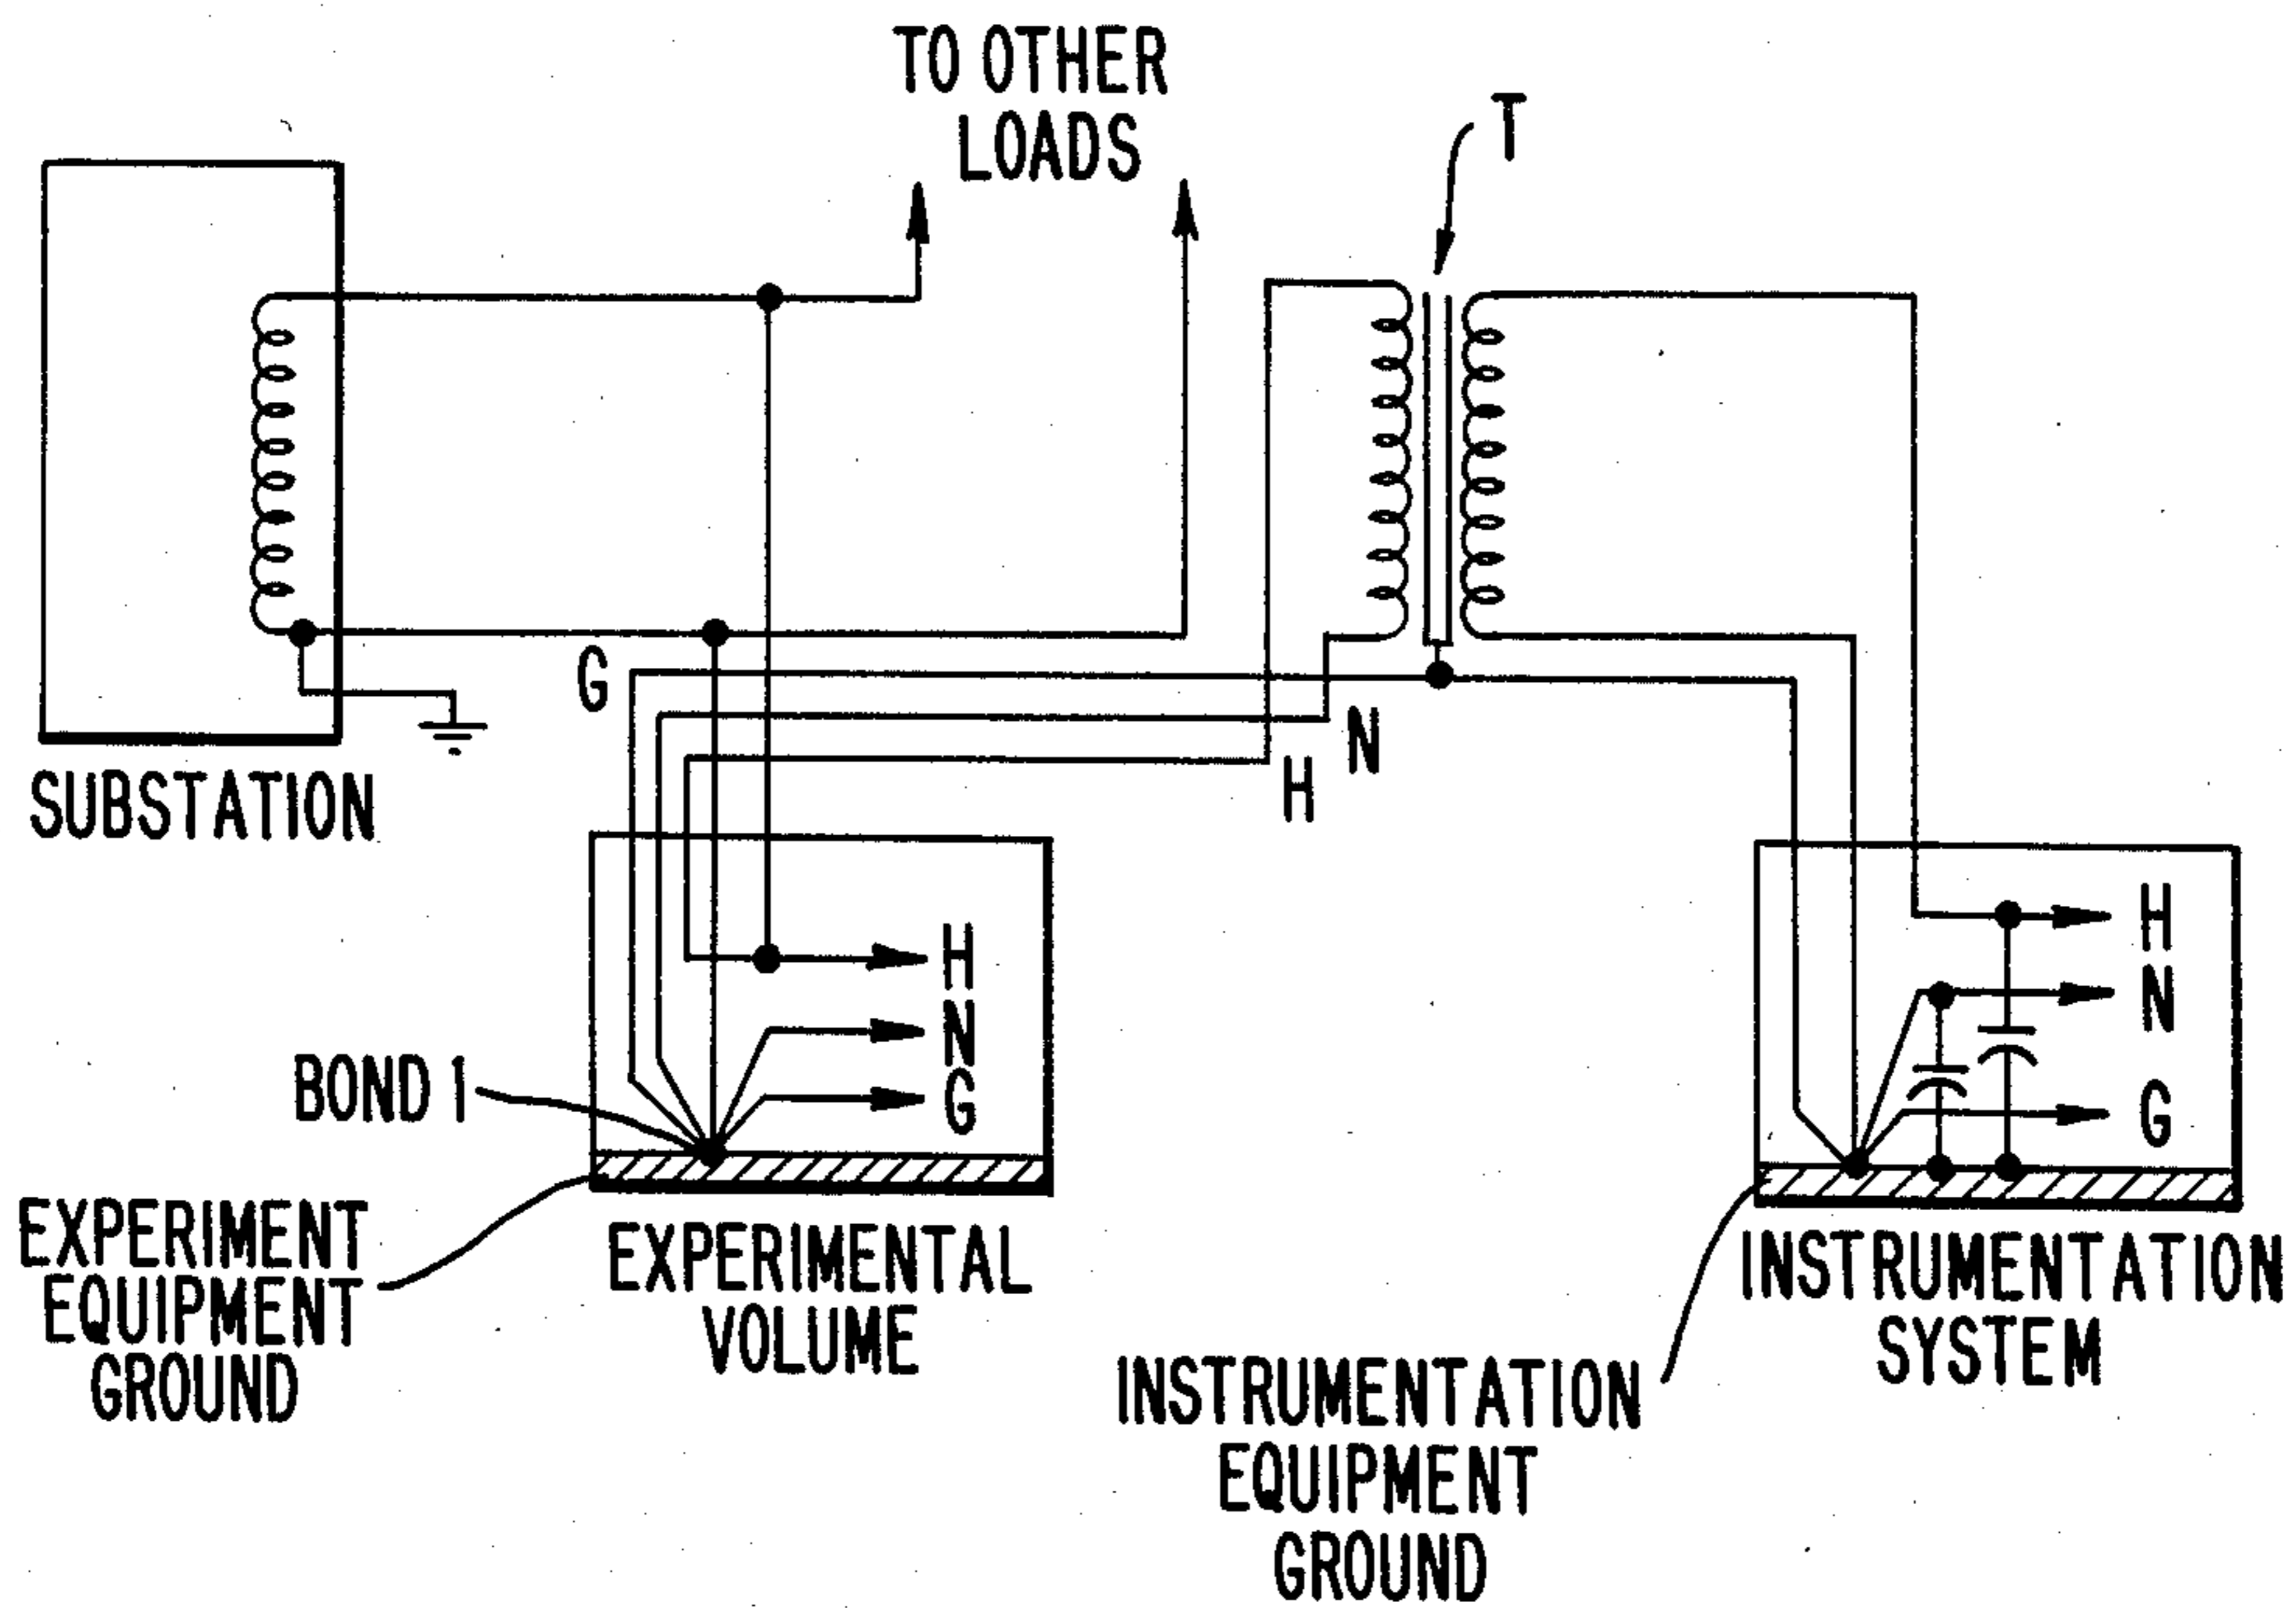 TO OTHER
LOADS
T
G
N
H
SUBSTATION
H
N
G
BOND 1
EXPERIMENT
EQUIPMENT
GROUND
EXPERIMENTAL
VOLUME
H
N
G
INSTRUMENTATION
SYSTEM
INSTRUMENTATION
EQUIPMENT
GROUND